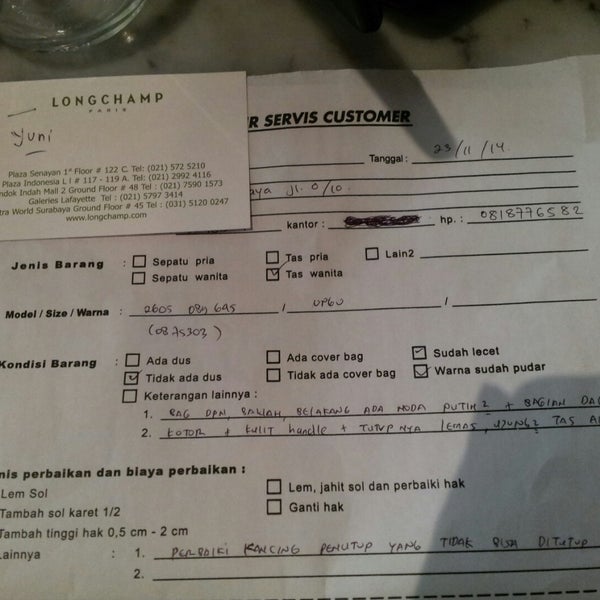 LONGCHAMP
PARIS
Yuni
Plaza Senayan 1st Floor # 122 C. Tel: (021) 572 5210
Plaza Indonesia L I # 117 - 119 A. Tel: (021) 2992 4116
ndok Indah Mall 2 Ground Floor # 48 Tel : (021) 7590 1573
Galeries Lafayette Tel : (021) 5797 3414
tra World Surabaya Ground Floor # 45 Tel : (031) 5120 0247
www.longchamp.com
R SERVIS CUSTOMER
Tanggal : 23/11/14.
aya jl. 0/10.
kantor : hp. : 0818776582
Jenis Barang : Sepatu pria Tas pria Lain2
Sepatu wanita Tas wanita
Model / Size / Warna : 2605 089 645 / UPGU /
(0875303)
Kondisi Barang : Ada dus Ada cover bag Sudah lecet
Tidak ada dus Tidak ada cover bag Warna sudah pudar
Keterangan lainnya :
1. BAG DPN, BAWAH, BELAKANG ADA NODA PUTIH2 + BAGIAN DA
2. KOTOR + KULIT handle + TUTUPNYA LEMAS, UJUNG2 TAS A
nis perbaikan dan biaya perbaikan :
Lem Sol Lem, jahit sol dan perbaiki hak
Tambah sol karet 1/2 Ganti hak
Tambah tinggi hak 0,5 cm - 2 cm
Lainnya : 1. PERBAIKI KANCING PENUTUP YANG TIDAK BISA DITUTUP
2.